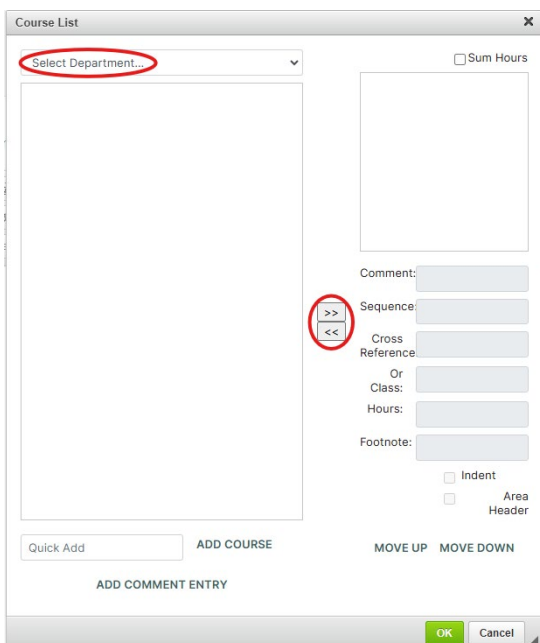 Course List
Select Department...
Sum Hours
Comment:
>>
<<
Sequence:
Cross
Reference
Or
Class:
Hours:
Footnote:
Indent
Area
Header
Quick Add
ADD COURSE
MOVE UP MOVE DOWN
ADD COMMENT ENTRY
OK
Cancel